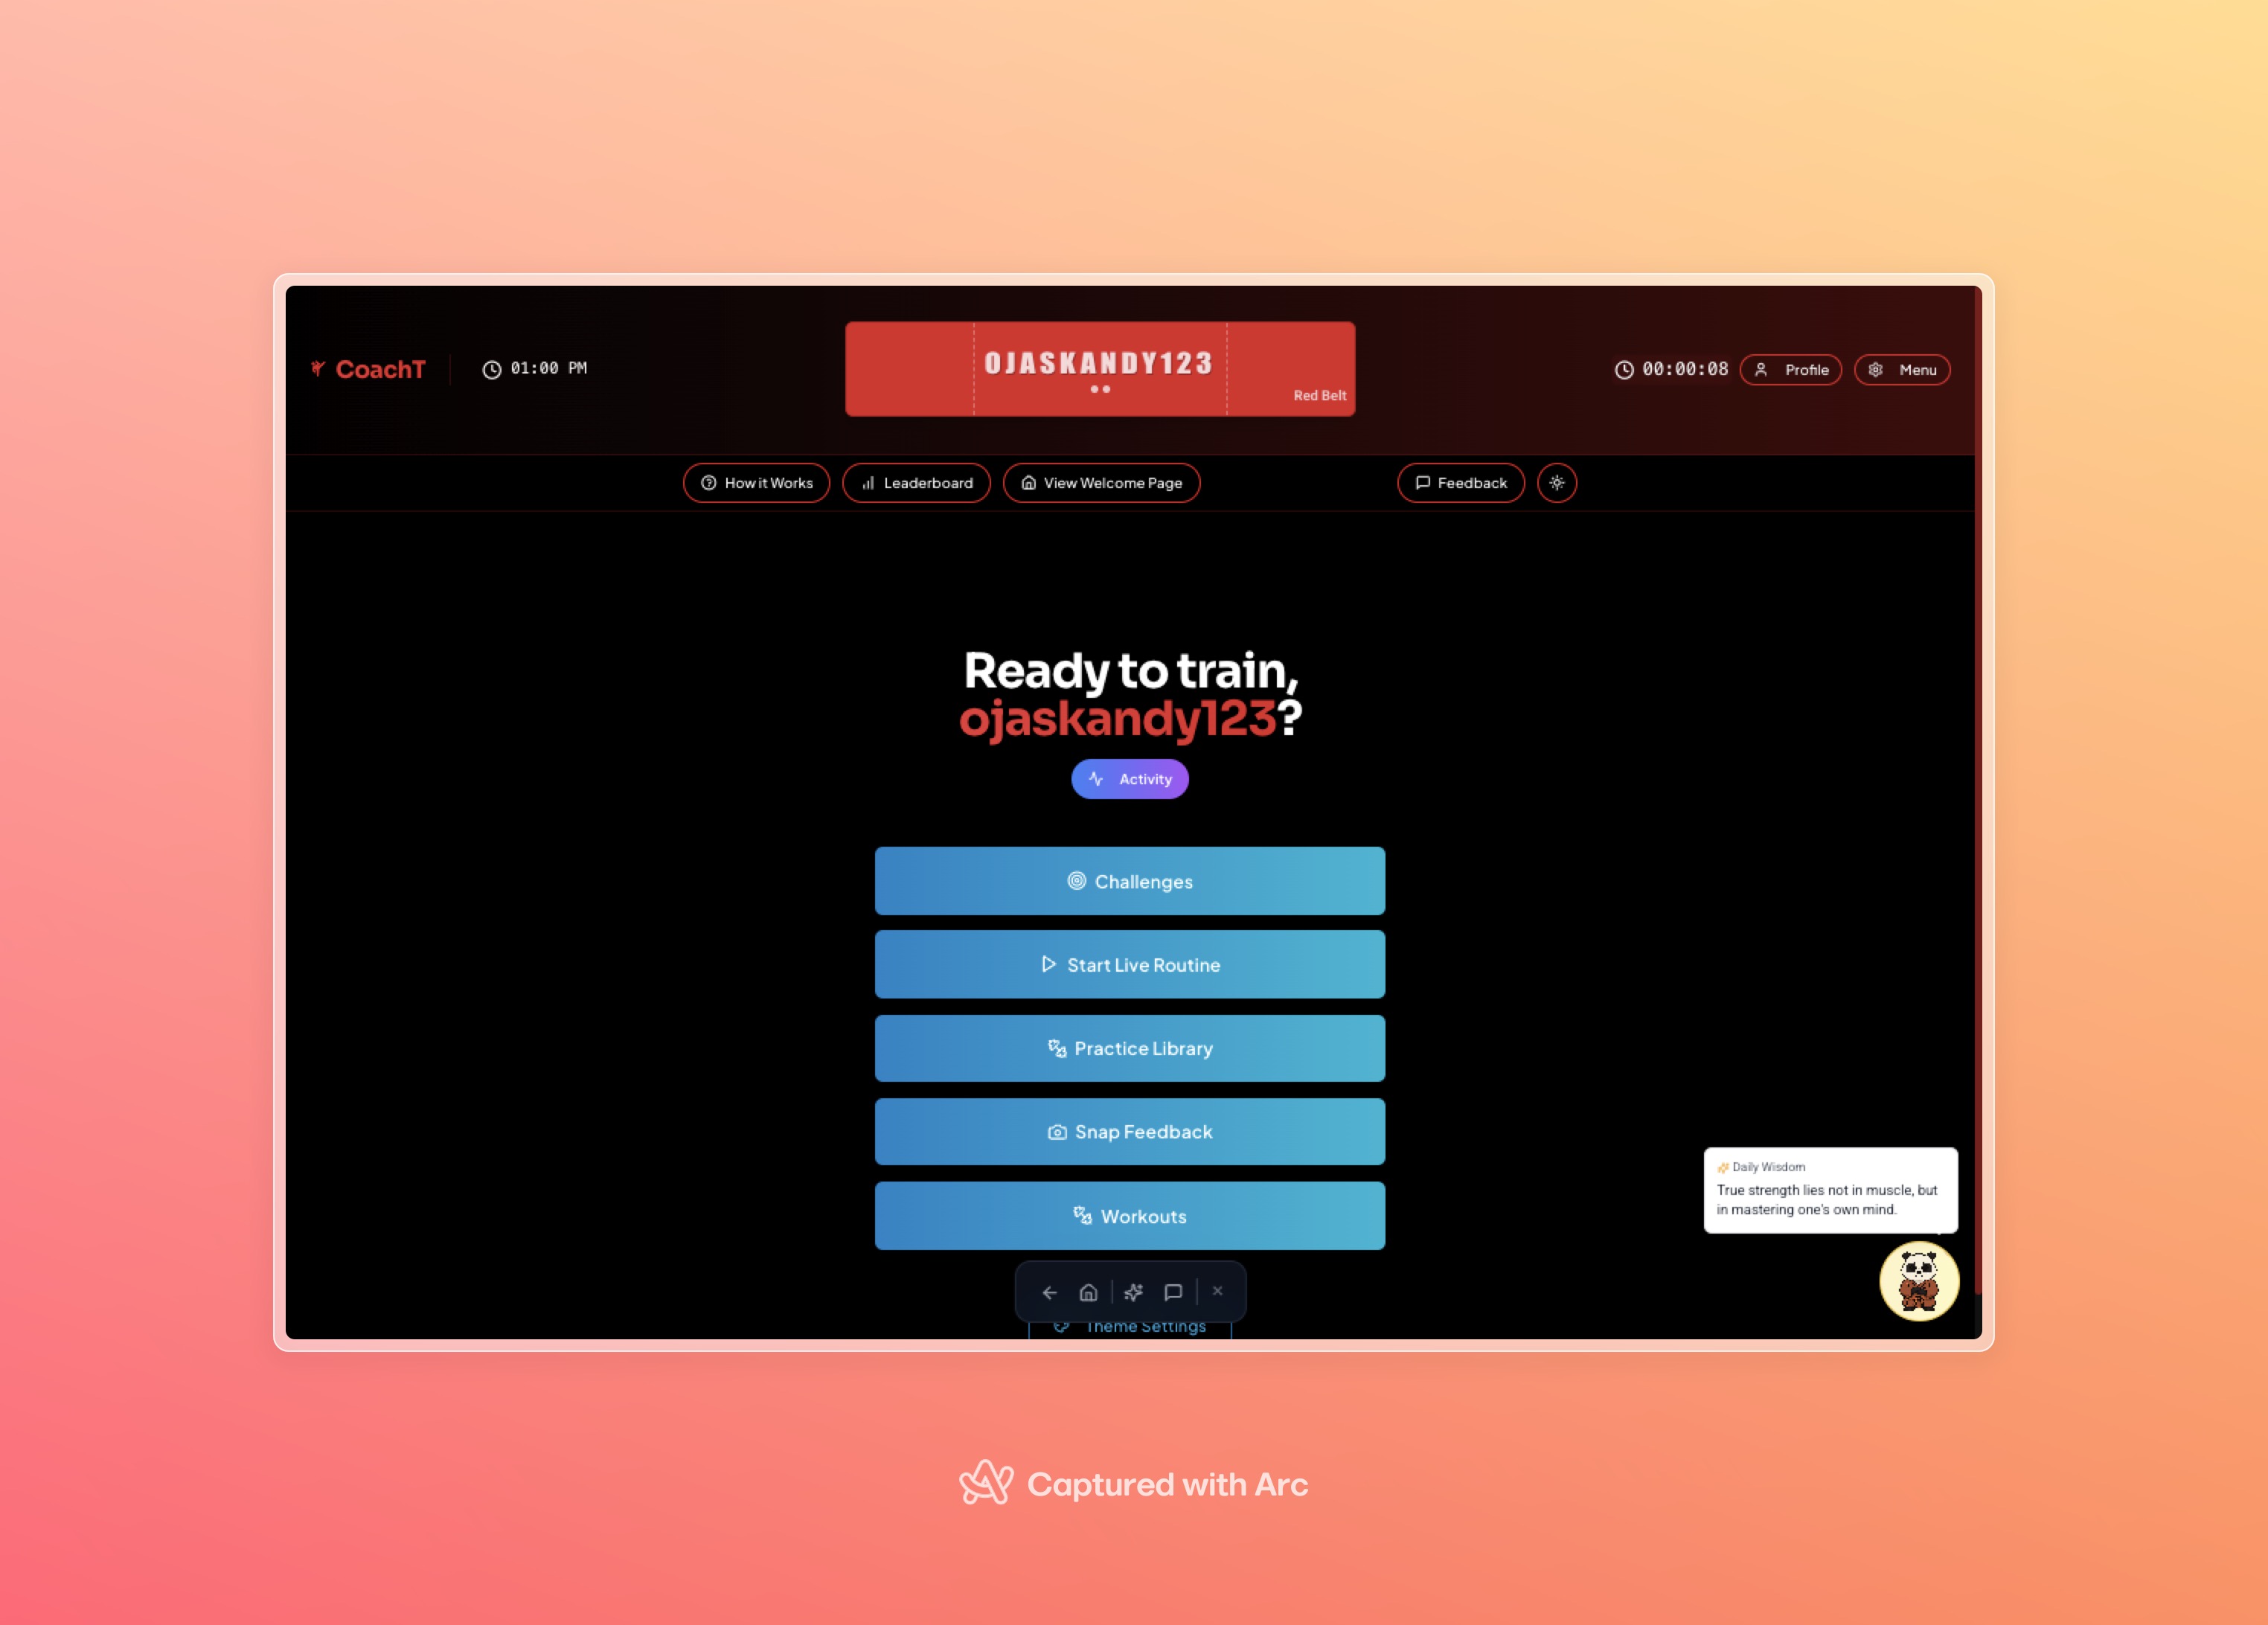 CoachT
01:00 PM
OJASKANDY123
Red Belt
00:00:08
Profile
Menu
How it Works
Leaderboard
View Welcome Page
Feedback
Ready to train,
ojaskandy123?
Activity
Challenges
Start Live Routine
Practice Library
Snap Feedback
Workouts
Daily Wisdom
True strength lies not in muscle, but
in mastering one's own mind.
Theme Settings
Captured with Arc